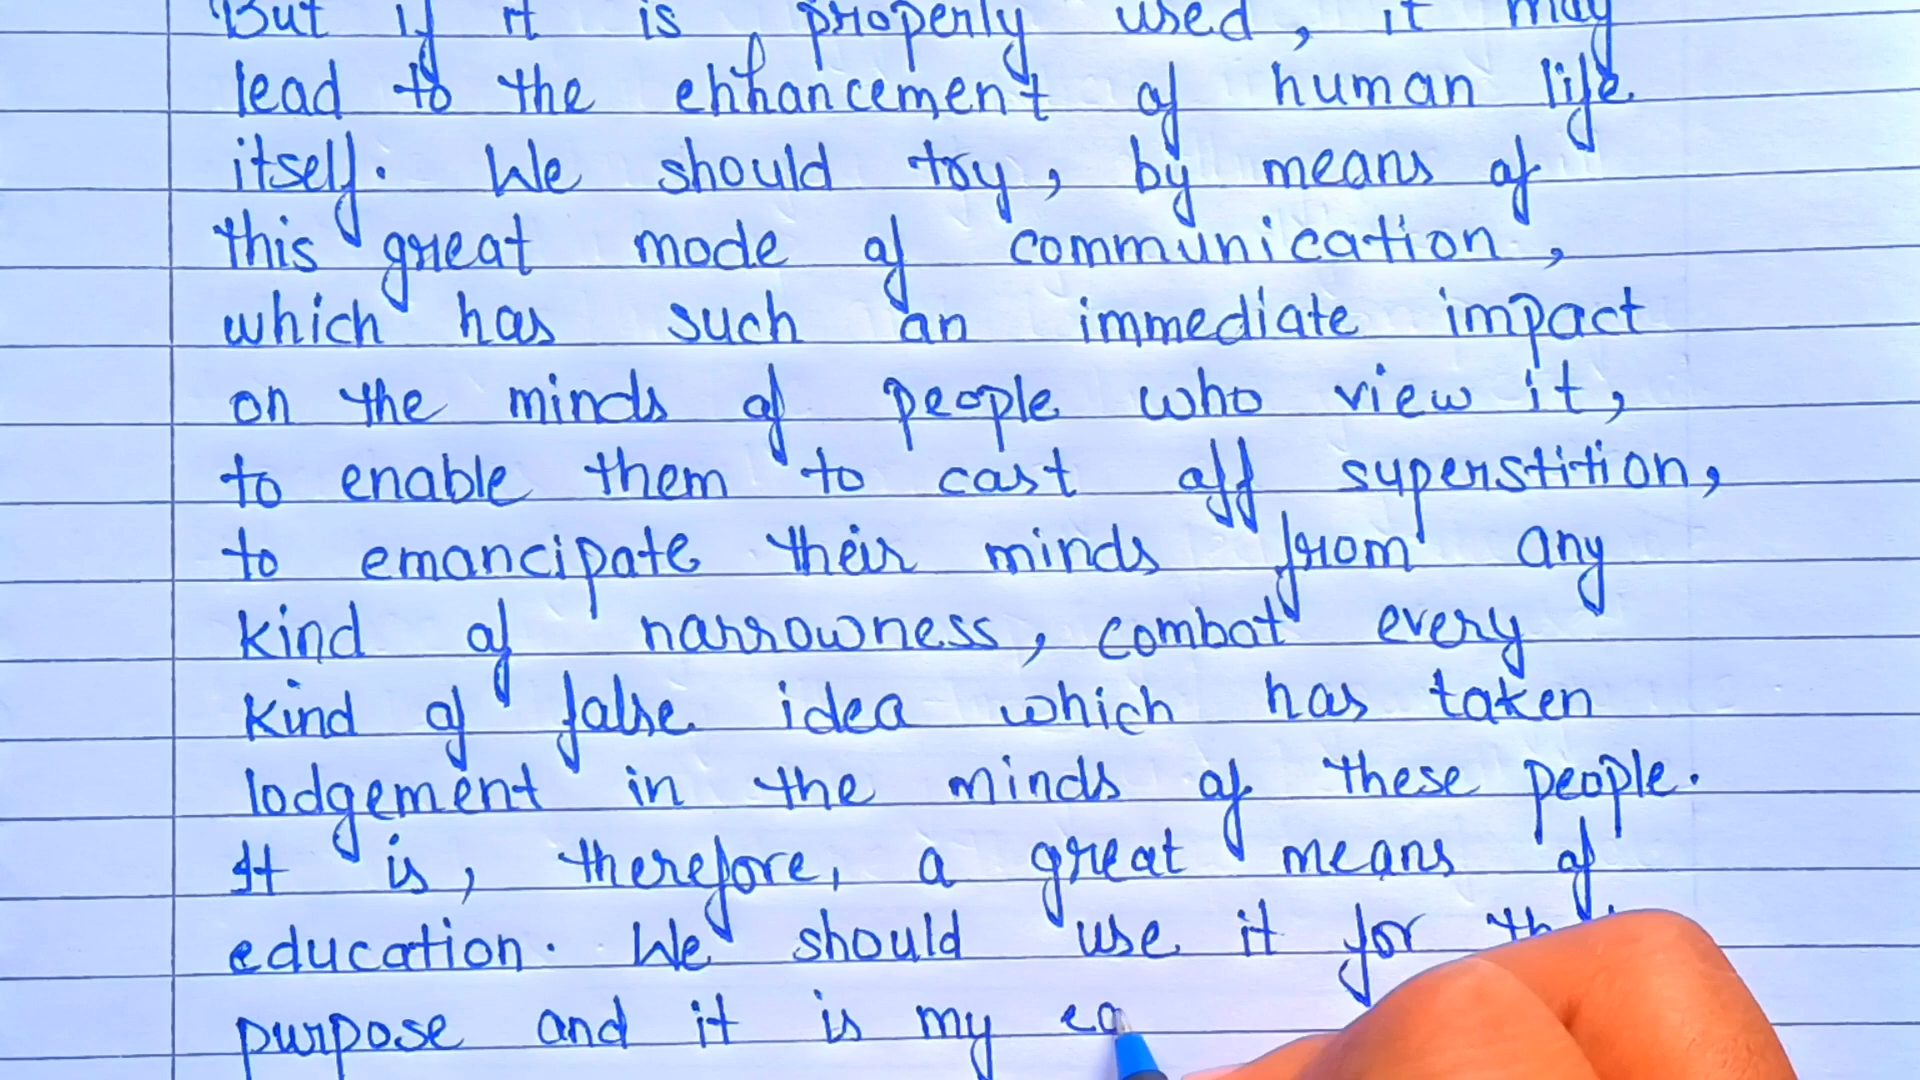 But if it is properly used, it may
lead to the enhancement of human life
itself. We should try, by means of
this great mode of communication,
which has such an immediate impact
on the minds of people who view it,
to enable them to cast off superstition,
to emancipate their minds from any
kind of narrowness, combat every
kind of false idea which has taken
lodgement in the minds of these people.
It is, therefore, a great means of
education. We should use it for
purpose and it is my